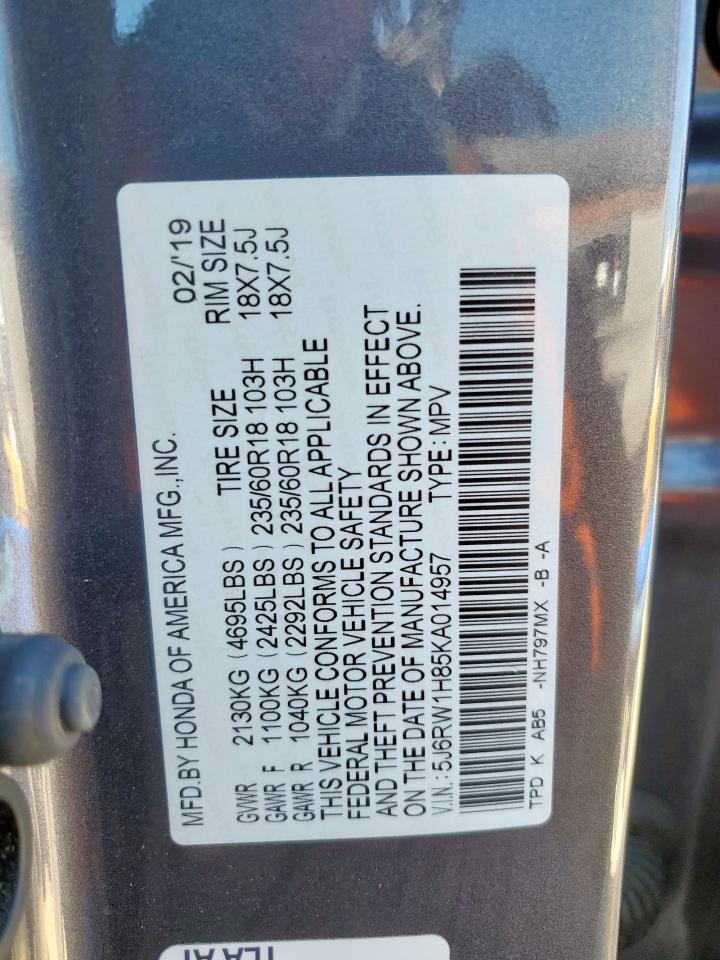 MFD.BY HONDA OF AMERICA MFG.,INC. 02/'19
GVWR 2130KG (4695LBS) TIRE SIZE RIM SIZE
GAWR F 1100KG (2425LBS) 235/60R18 103H 18X7.5J
GAWR R 1040KG (2292LBS) 235/60R18 103H 18X7.5J
THIS VEHICLE CONFORMS TO ALL APPLICABLE
FEDERAL MOTOR VEHICLE SAFETY
AND THEFT PREVENTION STANDARDS IN EFFECT
ON THE DATE OF MANUFACTURE SHOWN ABOVE.
V.I.N.: 5J6RW1H85KA014957 TYPE: MPV
TPD K AB5 -NH797MX -B -A